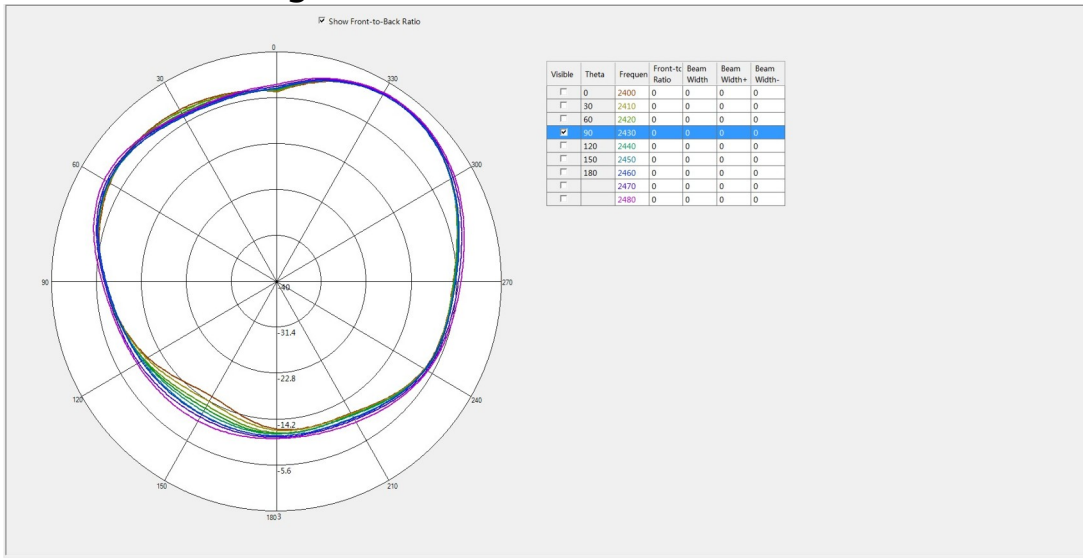 Show Front-to-Back Ratio
0
30
330
60
300
90
270
120
240
150
210
180
-40
-31.4
-22.8
-14.2
-5.6
3
Visible Theta Frequen Front-to Ratio Beam Width Beam Width+ Beam Width-
0 2400 0 0 0 0
30 2410 0 0 0 0
60 2420 0 0 0 0
90 2430 0 0 0 0
120 2440 0 0 0 0
150 2450 0 0 0 0
180 2460 0 0 0 0
2470 0 0 0 0
2480 0 0 0 0